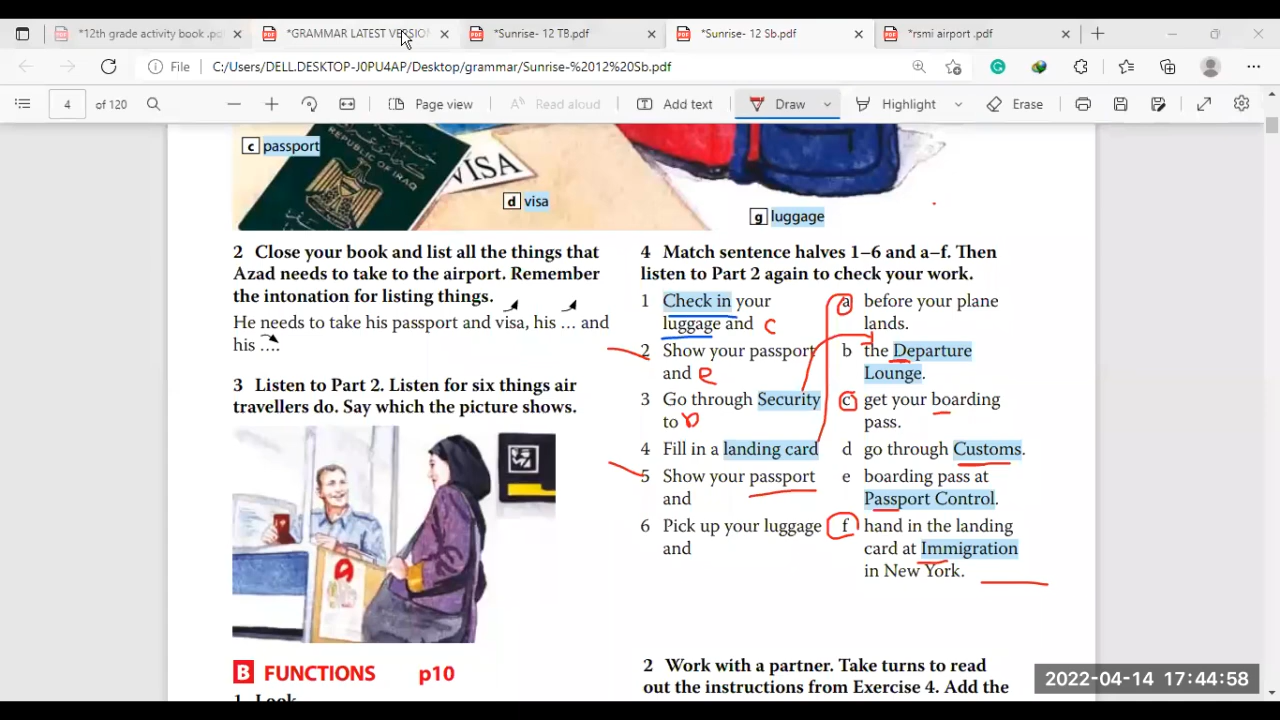 *12th grade activity book .pd
*GRAMMAR LATEST VERSION
*Sunrise- 12 TB.pdf
*Sunrise- 12 Sb.pdf
*rsmi airport .pdf
File
C:/Users/DELL.DESKTOP-J0PU4AP/Desktop/grammar/Sunrise-%2012%20Sb.pdf
4 of 120
Page view
Read aloud
Add text
Draw
Highlight
Erase
c passport
REPUBLIC OF IRAQ
VISA
d visa
g luggage
2 Close your book and list all the things that
Azad needs to take to the airport. Remember
the intonation for listing things.
He needs to take his passport and visa, his … and
his ….
3 Listen to Part 2. Listen for six things air
travellers do. Say which the picture shows.
B FUNCTIONS p10
1 Look
4 Match sentence halves 1–6 and a–f. Then
listen to Part 2 again to check your work.
1 Check in your
luggage and c
2 Show your passport
and e
3 Go through Security
to b
4 Fill in a landing card
5 Show your passport
and
6 Pick up your luggage
and
a before your plane
lands.
b the Departure
Lounge.
c get your boarding
pass.
d go through Customs.
e boarding pass at
Passport Control.
f hand in the landing
card at Immigration
in New York.
2 Work with a partner. Take turns to read
out the instructions from Exercise 4. Add the
2022-04-14 17:44:58